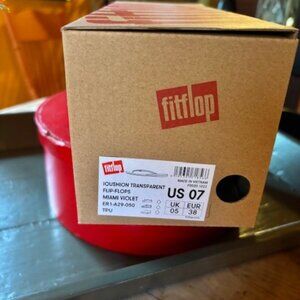 fitflop
MADE IN VIETNAM
IQUSHION TRANSPARENT
FLIP-FLOPS
MIAMI VIOLET
ER1-A29-050
TPU
US 07
UK
05
EUR
38